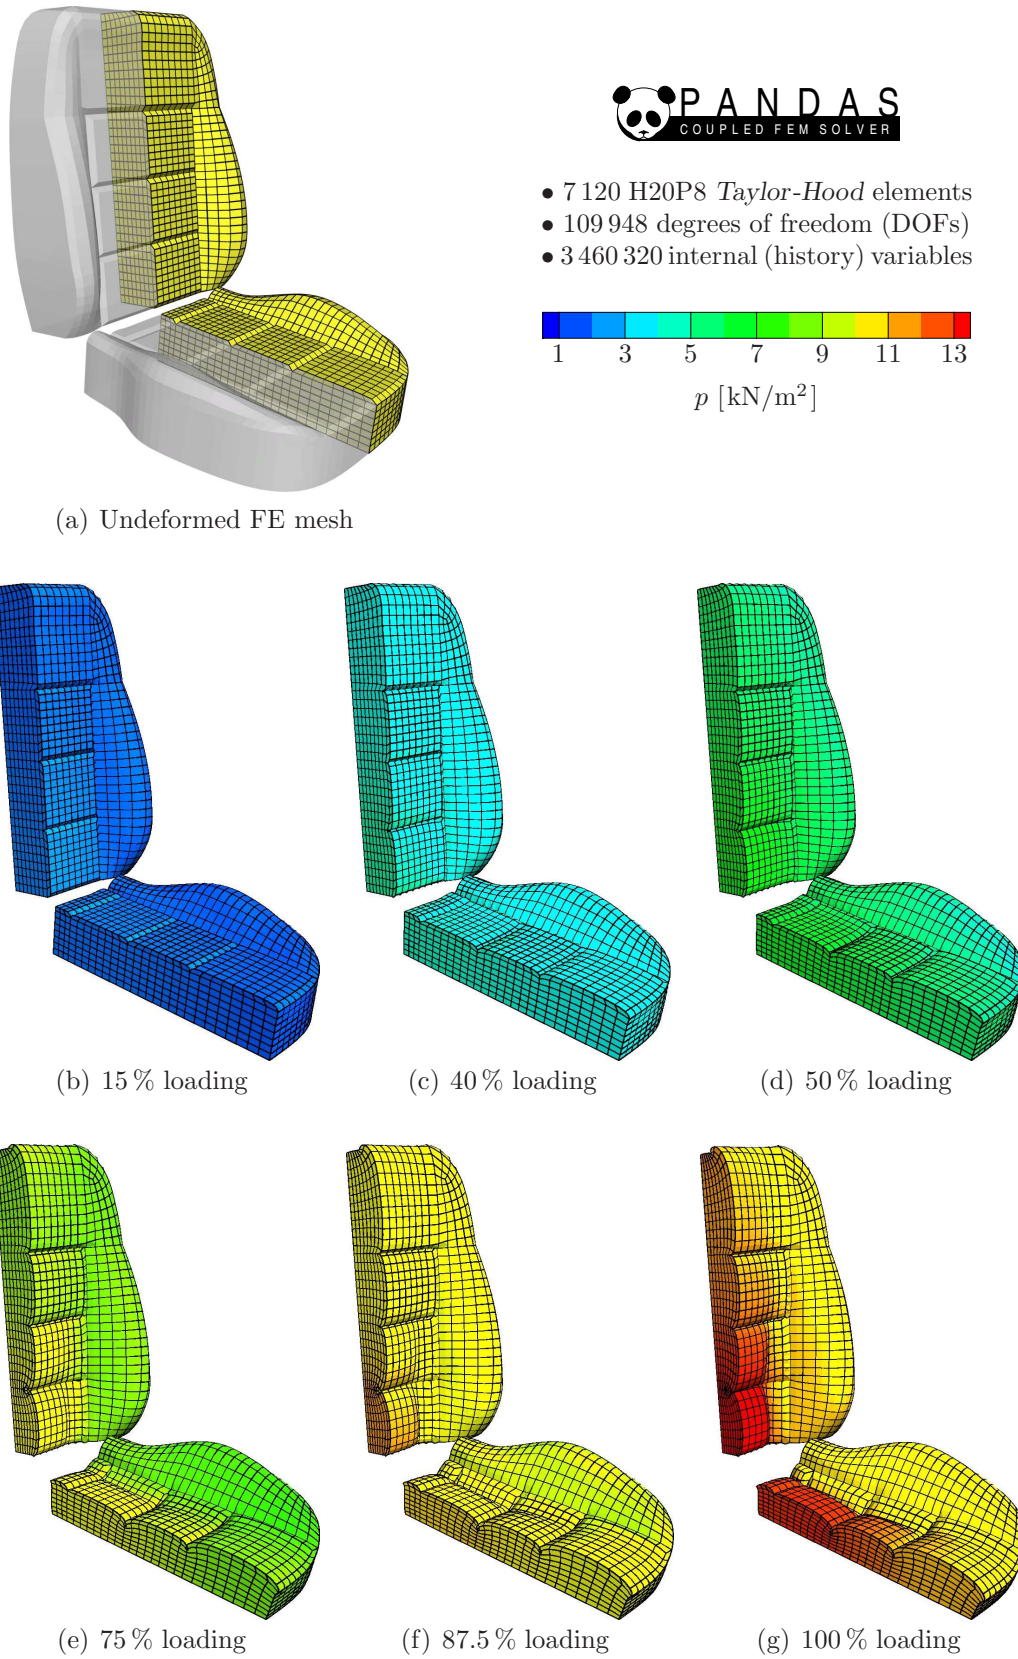 PANDAS
COUPLED FEM SOLVER
• 7 120 H20P8 Taylor-Hood elements
• 109 948 degrees of freedom (DOFs)
• 3 460 320 internal (history) variables
1 3 5 7 9 11 13
p [kN/m²]
(a) Undeformed FE mesh
(b) 15 % loading
(c) 40 % loading
(d) 50 % loading
(e) 75 % loading
(f) 87.5 % loading
(g) 100 % loading